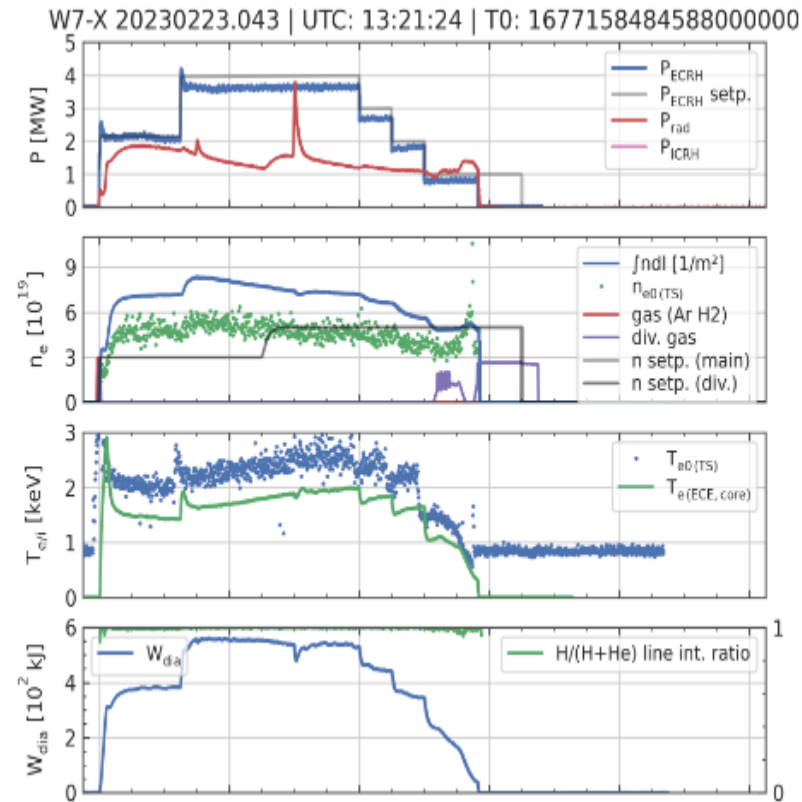 W7-X 20230223.043 | UTC: 13:21:24 | T0: 1677158484588000000
5
4
3
2
1
0
P [MW]
P_ECRH
P_ECRH setp.
P_rad
P_ICRH
9
6
3
0
n_e [10^19]
∫ndl [1/m²]
n_e0(TS)
gas (Ar H2)
div. gas
n setp. (main)
n setp. (div.)
3
2
1
0
T_e/i [keV]
T_e0(TS)
T_e(ECE, core)
6
4
2
0
W_dia [10^2 kJ]
W_dia
H/(H+He) line int. ratio
1
0